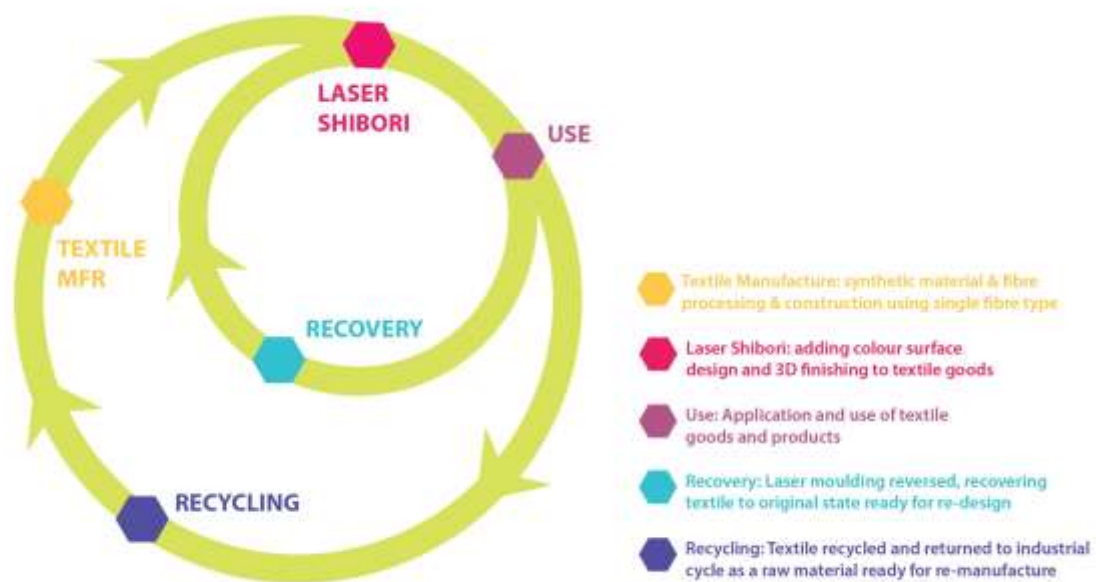 LASER
SHIBORI
USE
TEXTILE
MFR
RECOVERY
RECYCLING
Textile Manufacture: synthetic material & fibre
processing & construction using single fibre type
Laser Shibori: adding colour surface
design and 3D finishing to textile goods
Use: Application and use of textile
goods and products
Recovery: Laser moulding reversed, recovering
textile to original state ready for re-design
Recycling: Textile recycled and returned to industrial
cycle as a raw material ready for re-manufacture